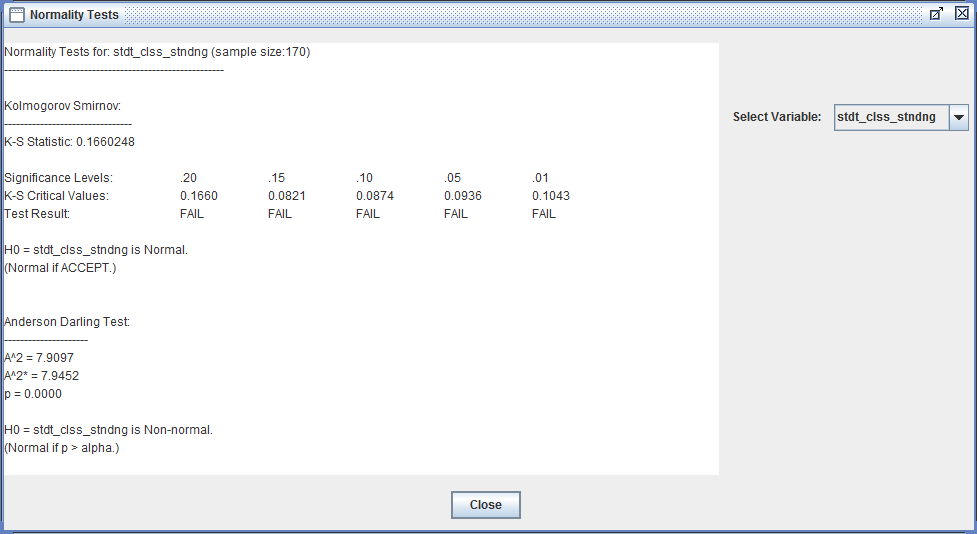 Normality Tests
Normality Tests for: stdt_clss_stndng (sample size:170)
-------------------------------------------------------
Kolmogorov Smirnov:
--------------------------------
K-S Statistic: 0.1660248
Significance Levels: .20 .15 .10 .05 .01
K-S Critical Values: 0.1660 0.0821 0.0874 0.0936 0.1043
Test Result: FAIL FAIL FAIL FAIL FAIL
H0 = stdt_clss_stndng is Normal.
(Normal if ACCEPT.)
Anderson Darling Test:
---------------------
A^2 = 7.9097
A^2* = 7.9452
p = 0.0000
H0 = stdt_clss_stndng is Non-normal.
(Normal if p > alpha.)
Select Variable: stdt_clss_stndng
Close